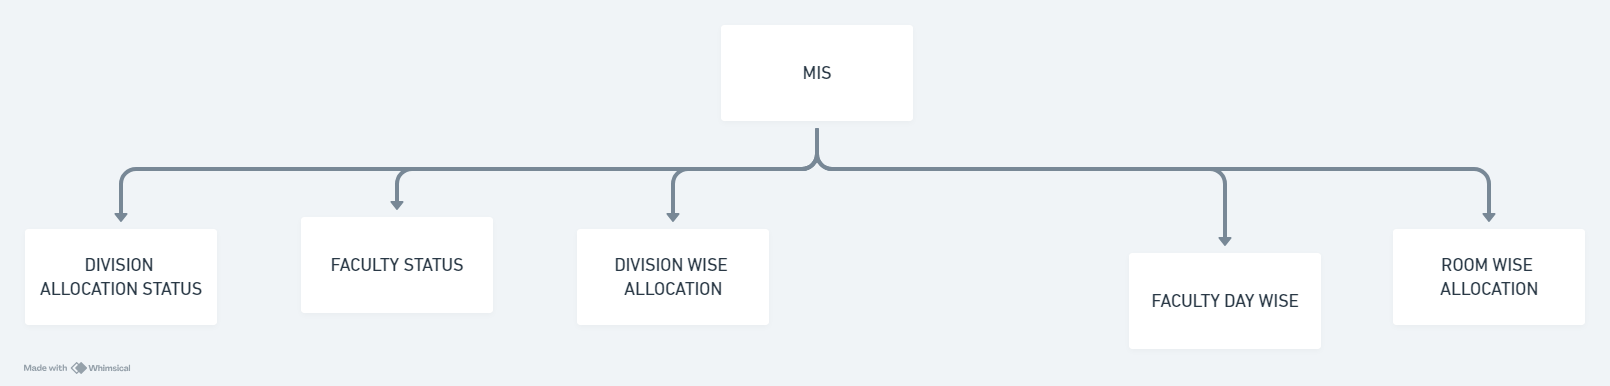 MIS
DIVISION
ALLOCATION STATUS
FACULTY STATUS
DIVISION WISE
ALLOCATION
FACULTY DAY WISE
ROOM WISE
ALLOCATION
Made with Whimsical